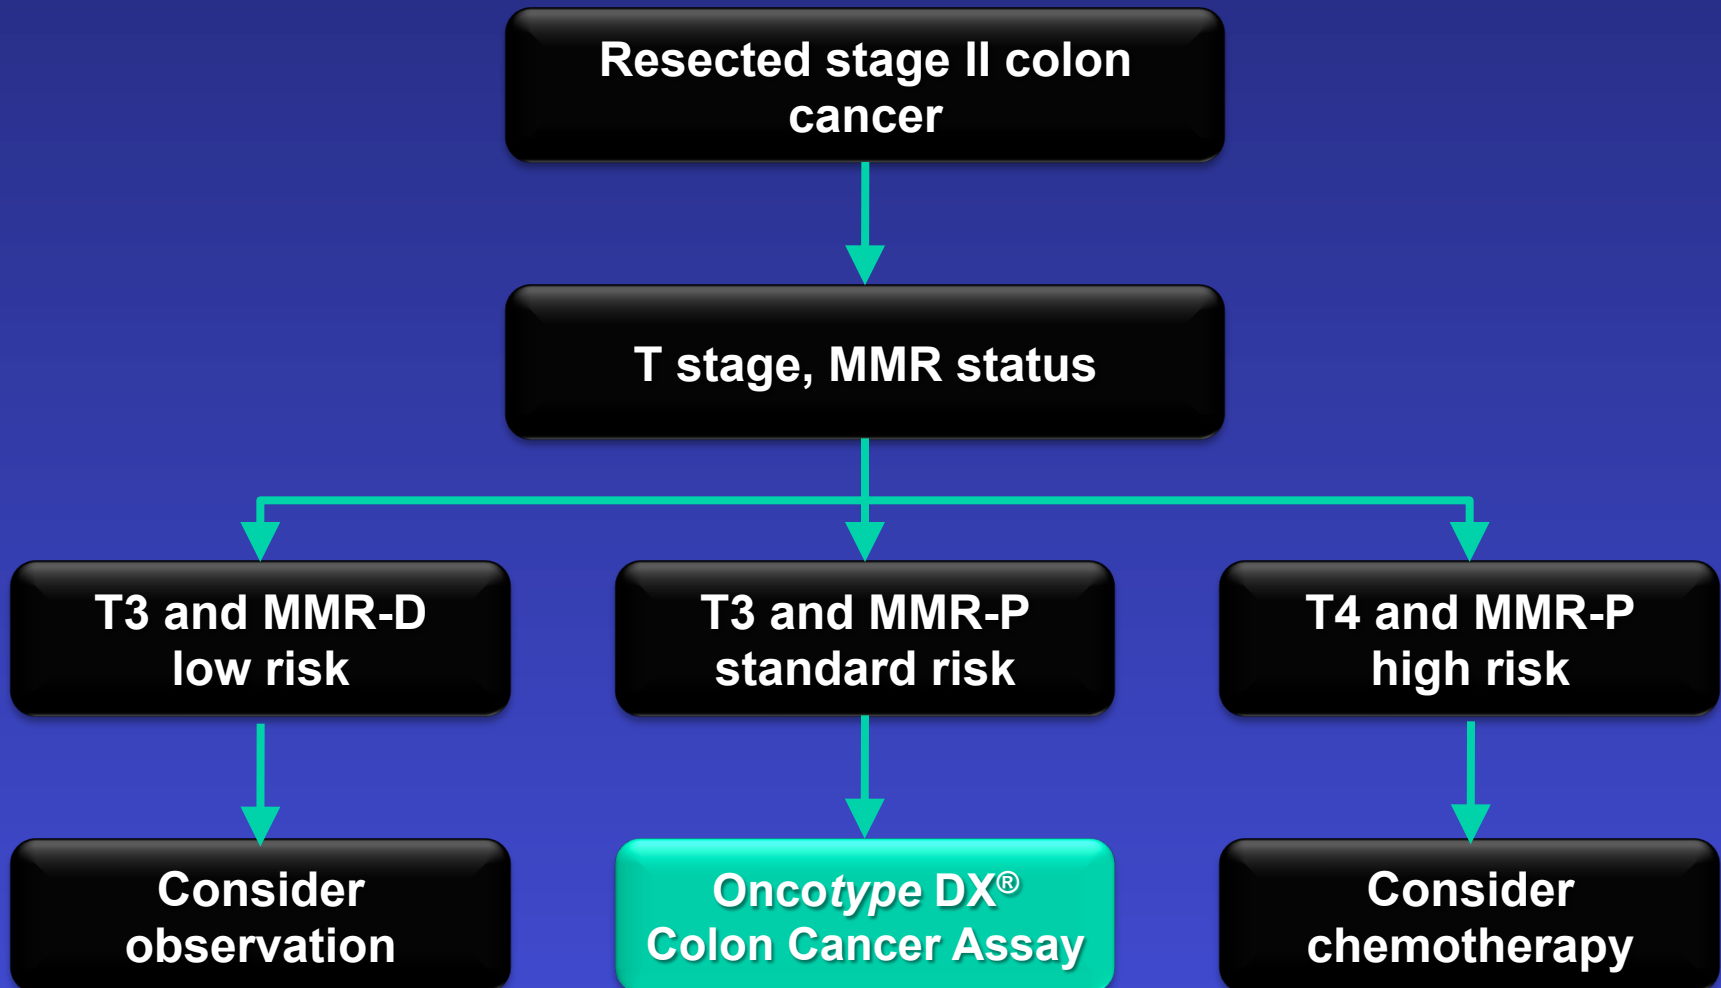 Resected stage II colon
cancer
T stage, MMR status
T3 and MMR-D
low risk
T3 and MMR-P
standard risk
T4 and MMR-P
high risk
Consider
observation
Oncotype DX®
Colon Cancer Assay
Consider
chemotherapy